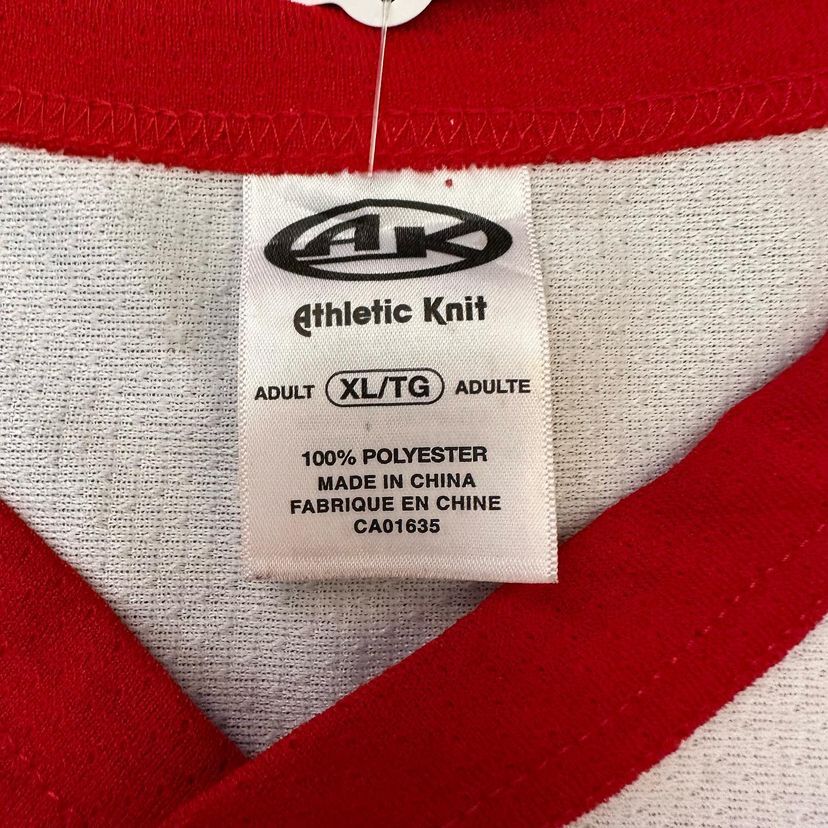 AK
Athletic Knit
ADULT XL/TG ADULTE
100% POLYESTER
MADE IN CHINA
FABRIQUE EN CHINE
CA01635